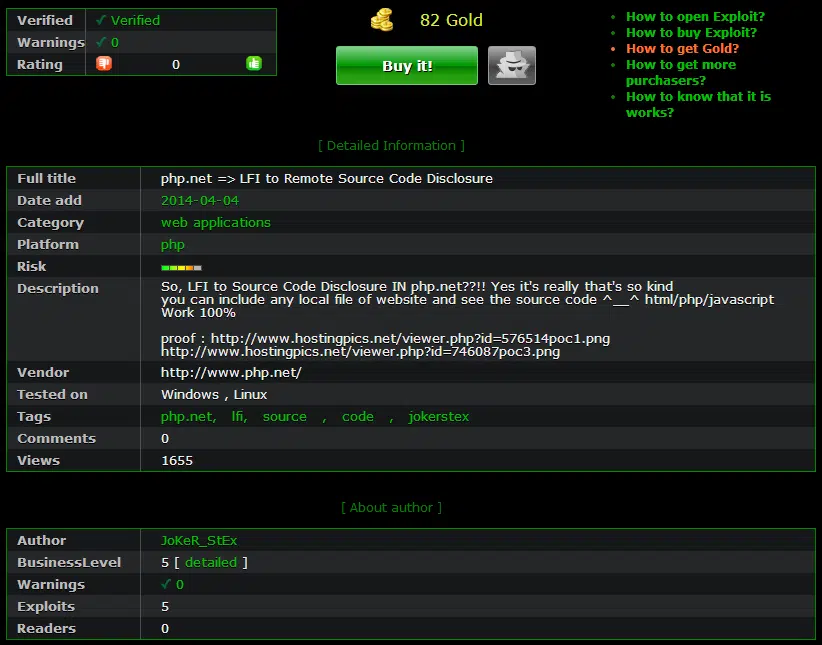 Verified ✓ Verified
Warnings ✓ 0
Rating 0
82 Gold
Buy it!
• How to open Exploit?
• How to buy Exploit?
• How to get Gold?
• How to get more
purchasers?
• How to know that it is
works?
[ Detailed Information ]
Full title php.net => LFI to Remote Source Code Disclosure
Date add 2014-04-04
Category web applications
Platform php
Risk
Description So, LFI to Source Code Disclosure IN php.net??!! Yes it's really that's so kind
you can include any local file of website and see the source code ^__^ html/php/javascript
Work 100%
proof : http://www.hostingpics.net/viewer.php?id=576514poc1.png
http://www.hostingpics.net/viewer.php?id=746087poc3.png
Vendor http://www.php.net/
Tested on Windows , Linux
Tags php.net, lfi, source , code , jokerstex
Comments 0
Views 1655
[ About author ]
Author JoKeR_StEx
BusinessLevel 5 [ detailed ]
Warnings ✓ 0
Exploits 5
Readers 0